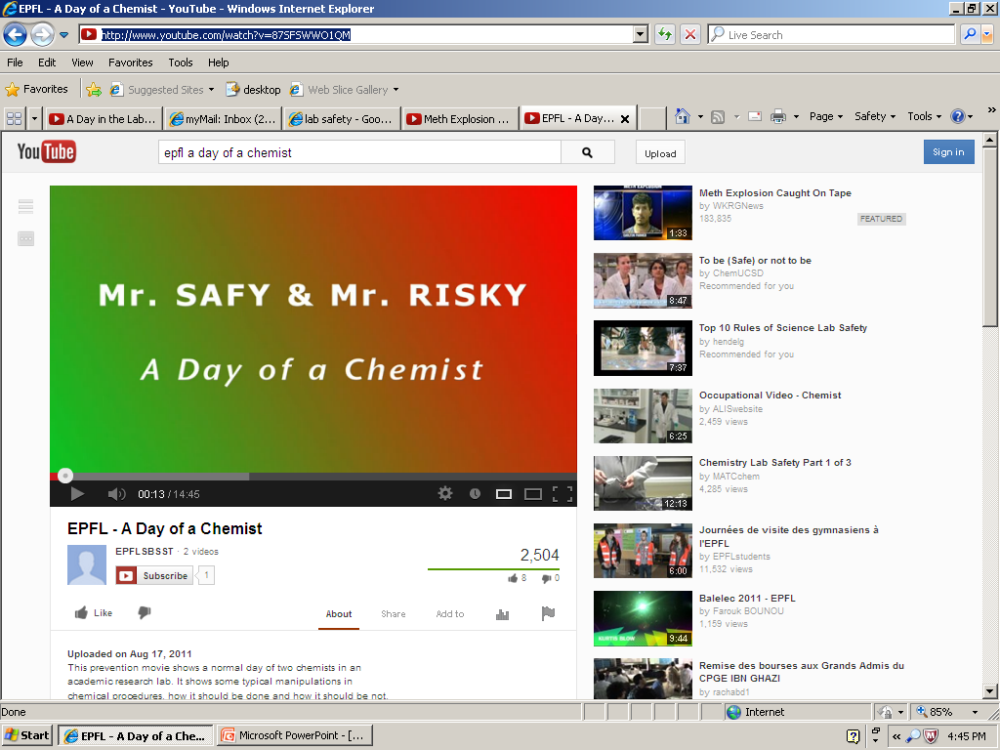 EPFL - A Day of a Chemist - YouTube - Windows Internet Explorer
http://www.youtube.com/watch?v=87SFSWWO1QM
Live Search
File Edit View Favorites Tools Help
Favorites Suggested Sites desktop Web Slice Gallery
A Day in the Lab... myMail: Inbox (2... lab safety - Goo... Meth Explosion ... EPFL - A Day... Page Safety Tools
YouTube epfl a day of a chemist Upload Sign in
Mr. SAFY & Mr. RISKY
A Day of a Chemist
00:13 / 14:45
EPFL - A Day of a Chemist
EPFLSBSST · 2 videos
Subscribe 1
2,504
8 0
Like
About Share Add to
Uploaded on Aug 17, 2011
This prevention movie shows a normal day of two chemists in an
academic research lab. It shows some typical manipulations in
chemical procedures, how it should be done and how it should be not.
Meth Explosion Caught On Tape
by WKRGNews
183,835
FEATURED
1:33
To be (Safe) or not to be
by ChemUCSD
Recommended for you
8:47
Top 10 Rules of Science Lab Safety
by hendelg
Recommended for you
7:37
Occupational Video - Chemist
by ALISwebsite
2,459 views
6:25
Chemistry Lab Safety Part 1 of 3
by MATCchem
4,285 views
12:13
Journées de visite des gymnasiens à
l'EPFL
by EPFLstudents
11,532 views
6:00
Balelec 2011 - EPFL
by Farouk BOUNOU
1,159 views
9:44
Remise des bourses aux Grands Admis du
CPGE IBN GHAZI
by rachabd1
Done Internet 85%
Start EPFL - A Day of a Che... Microsoft PowerPoint - [... 4:45 PM